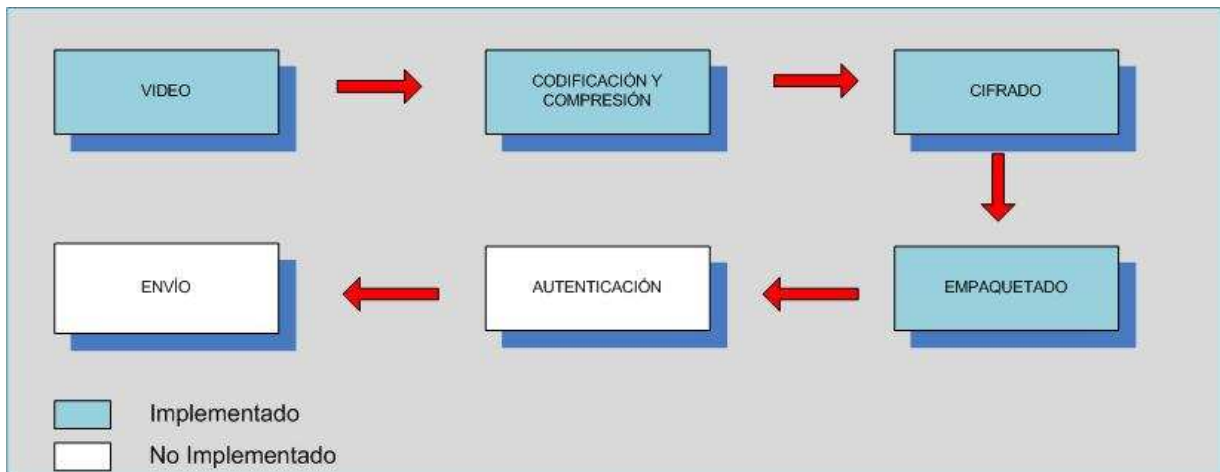 VIDEO
CODIFICACIÓN Y
COMPRESIÓN
CIFRADO
EMPAQUETADO
AUTENTICACIÓN
ENVÍO
Implementado
No Implementado